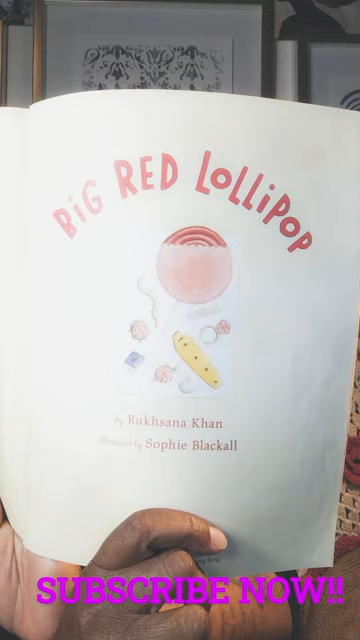 BiG RED LoLLiPOP
by Rukhsana Khan
illustrated by Sophie Blackall
SUBSCRIBE NOW!!